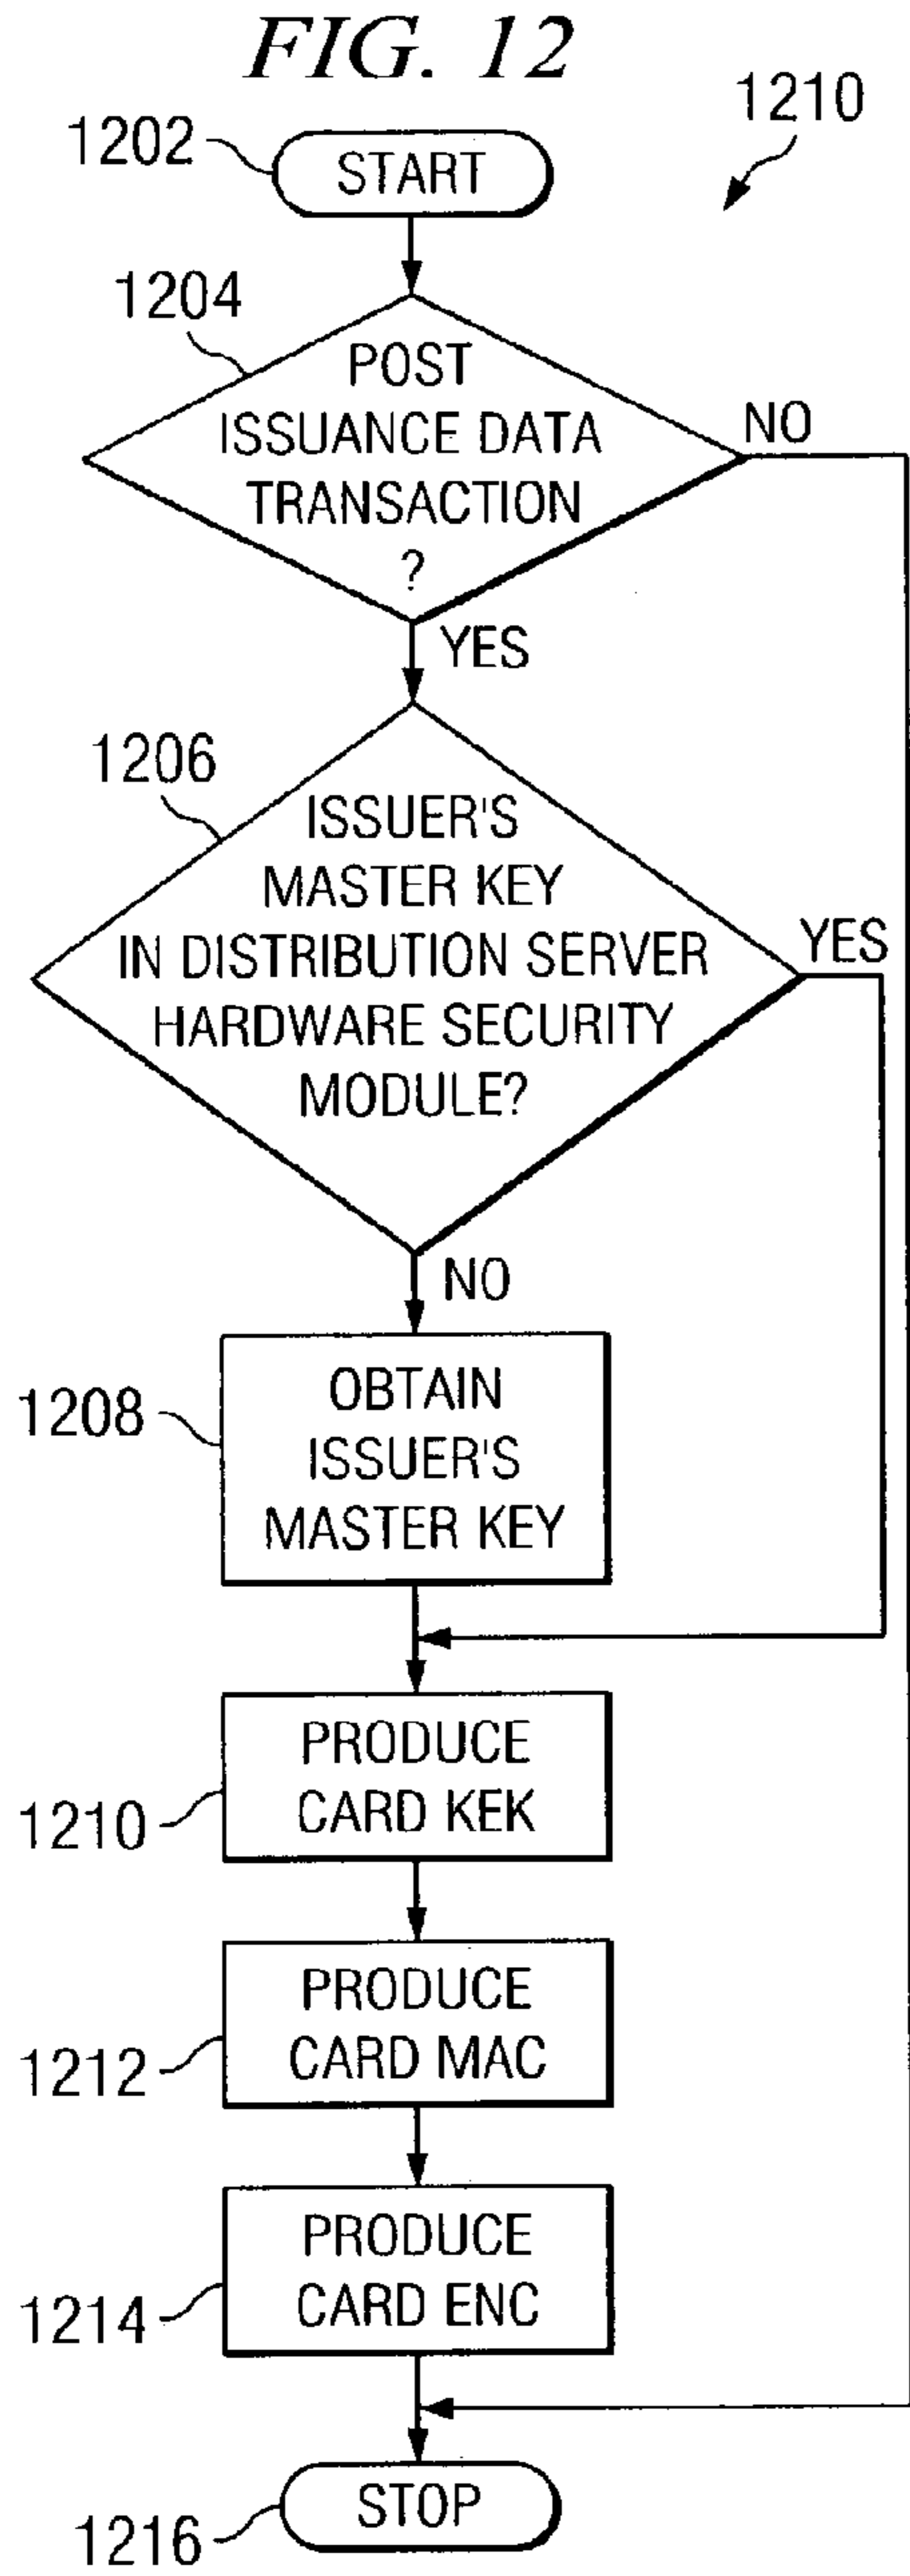 FIG. 12
1210
1202
START
1204
POST
ISSUANCE DATA
TRANSACTION
?
NO
YES
1206
ISSUER'S
MASTER KEY
IN DISTRIBUTION SERVER
HARDWARE SECURITY
MODULE?
YES
NO
1208
OBTAIN
ISSUER'S
MASTER KEY
1210
PRODUCE
CARD KEK
1212
PRODUCE
CARD MAC
1214
PRODUCE
CARD ENC
1216
STOP